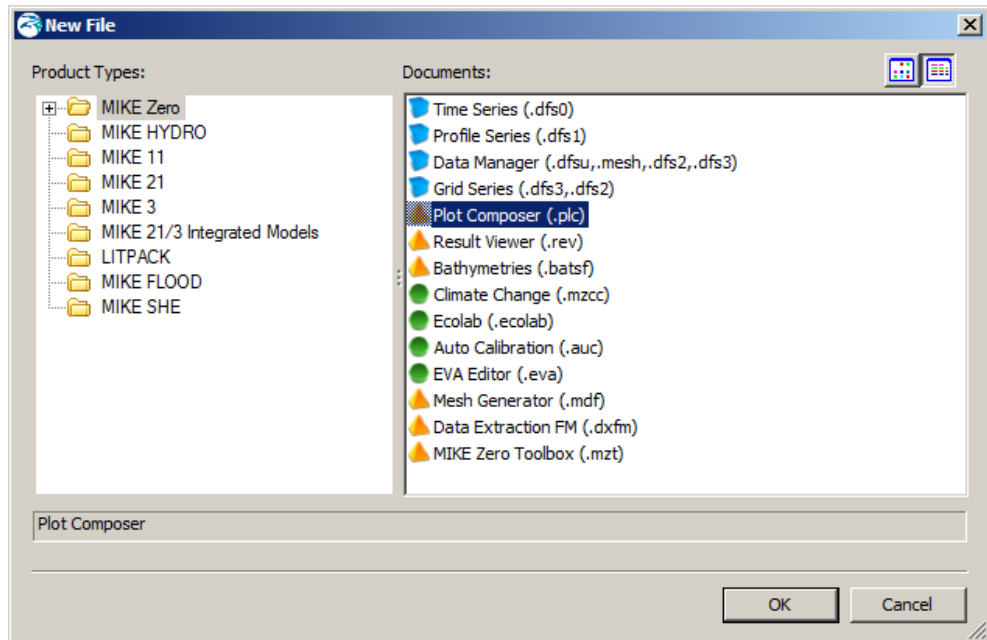 New File
Product Types:
Documents:
MIKE Zero
MIKE HYDRO
MIKE 11
MIKE 21
MIKE 3
MIKE 21/3 Integrated Models
LITPACK
MIKE FLOOD
MIKE SHE
Time Series (.dfs0)
Profile Series (.dfs1)
Data Manager (.dfsu,.mesh,.dfs2,.dfs3)
Grid Series (.dfs3,.dfs2)
Plot Composer (.plc)
Result Viewer (.rev)
Bathymetries (.batsf)
Climate Change (.mzcc)
Ecolab (.ecolab)
Auto Calibration (.auc)
EVA Editor (.eva)
Mesh Generator (.mdf)
Data Extraction FM (.dxfm)
MIKE Zero Toolbox (.mzt)
Plot Composer
OK
Cancel